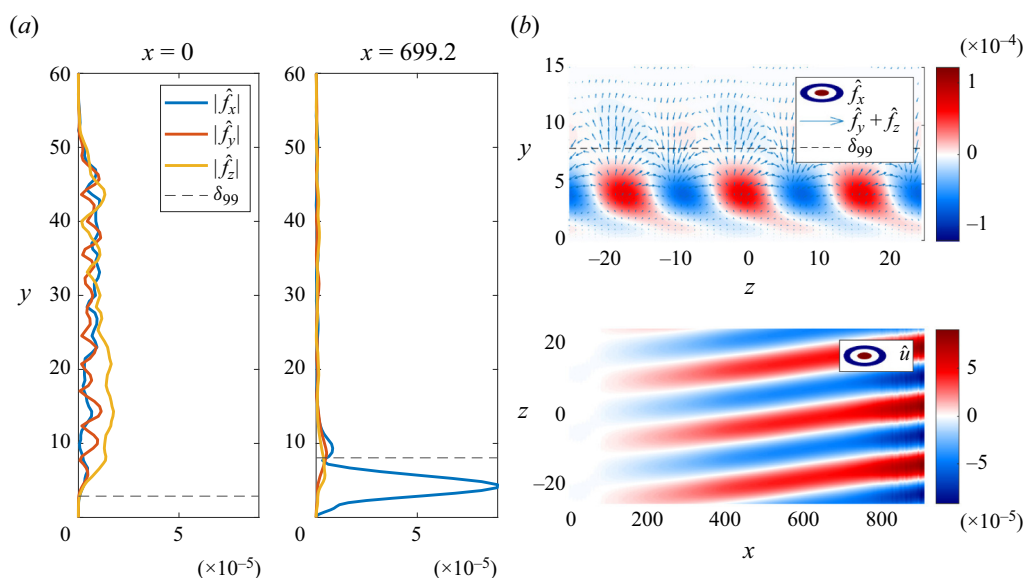 (a)
x = 0
60
50
40
y 30
20
10
0
5
(×10–5)
|f̂x|
|f̂y|
|f̂z|
δ99
x = 699.2
60
50
40
30
20
10
0
5
(×10–5)
(b)
(×10–4)
15
10
y
5
0
–20 –10 0 10 20
z
f̂x
f̂y + f̂z
δ99
1
0
–1
20
z 0
–20
0 200 400 600 800
x
û
5
0
–5
(×10–5)